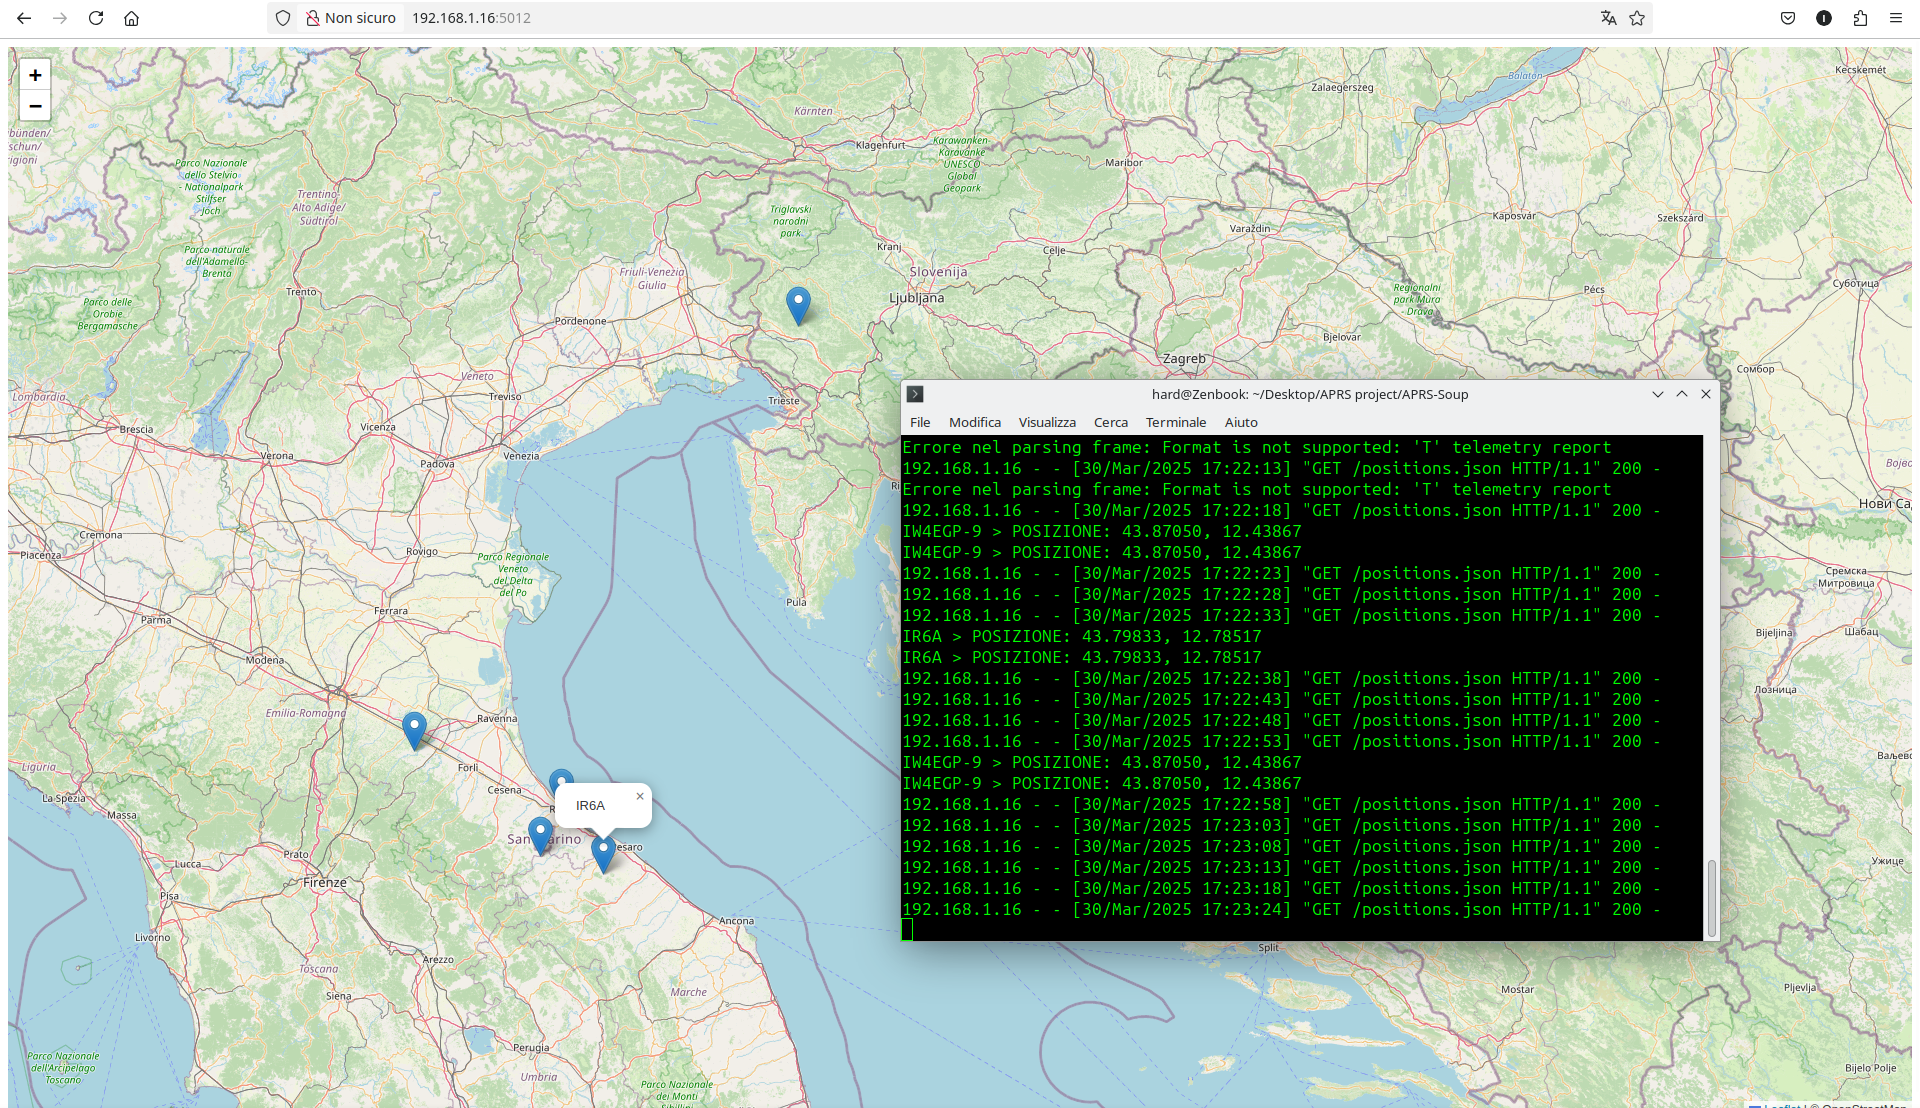 Non sicuro
192.168.1.16:5012
+
−
Balaton
Kecskemét
Zalaegerszeg
Kärnten
Klagenfurt
Karawanken-
Karavanke
UNESCO
Global
Geopark
Maribor
bünden/
schun/
rigioni
Parco Nazionale
dello Stelvio
- Nationalpark
Stilfser
Joch
Trentino-
Alto Adige/
Südtirol
Triglavski
narodni
park
Kaposvár
Szekszárd
Varaždin
Kranj
Celje
Parco naturale
dell'Adamello-
Brenta
Friuli-Venezia
Giulia
Slovenija
Ljubljana
Trento
Parco delle
Orobie
Bergamasche
Regionalni
park Mura
- Drava
Pécs
Суботица
Pordenone
Bjelovar
Zagreb
Сомбор
Veneto
Lombardia
Treviso
Trieste
Brescia
Vicenza
Verona
Padova
Venezia
Нови Са
Cremona
Piacenza
Rovigo
Parco Regionale
Veneto
del Delta
del Po
Pula
Ferrara
Parma
Сремска
Митровица
Bijeljina
Шабац
Modena
Лозница
Emilia-Romagna
Ravenna
Liguria
Forlì
Cesena
La Spezia
Massa
IR6A
×
Prato
Lucca
Firenze
Pisa
Ужице
Ancona
Livorno
Arezzo
Toscana
Siena
Marche
Split
Mostar
Pljevlja
Perugia
Umbria
Parco Nazionale
dell'Arcipelago
Toscano
Parco Nazionale
dei Monti
Sibillini
Bijelo Polje
hard@Zenbook: ~/Desktop/APRS project/APRS-Soup
File Modifica Visualizza Cerca Terminale Aiuto
Errore nel parsing frame: Format is not supported: 'T' telemetry report
192.168.1.16 - - [30/Mar/2025 17:22:13] "GET /positions.json HTTP/1.1" 200 -
Errore nel parsing frame: Format is not supported: 'T' telemetry report
192.168.1.16 - - [30/Mar/2025 17:22:18] "GET /positions.json HTTP/1.1" 200 -
IW4EGP-9 > POSIZIONE: 43.87050, 12.43867
IW4EGP-9 > POSIZIONE: 43.87050, 12.43867
192.168.1.16 - - [30/Mar/2025 17:22:23] "GET /positions.json HTTP/1.1" 200 -
192.168.1.16 - - [30/Mar/2025 17:22:28] "GET /positions.json HTTP/1.1" 200 -
192.168.1.16 - - [30/Mar/2025 17:22:33] "GET /positions.json HTTP/1.1" 200 -
IR6A > POSIZIONE: 43.79833, 12.78517
IR6A > POSIZIONE: 43.79833, 12.78517
192.168.1.16 - - [30/Mar/2025 17:22:38] "GET /positions.json HTTP/1.1" 200 -
192.168.1.16 - - [30/Mar/2025 17:22:43] "GET /positions.json HTTP/1.1" 200 -
192.168.1.16 - - [30/Mar/2025 17:22:48] "GET /positions.json HTTP/1.1" 200 -
192.168.1.16 - - [30/Mar/2025 17:22:53] "GET /positions.json HTTP/1.1" 200 -
IW4EGP-9 > POSIZIONE: 43.87050, 12.43867
IW4EGP-9 > POSIZIONE: 43.87050, 12.43867
192.168.1.16 - - [30/Mar/2025 17:22:58] "GET /positions.json HTTP/1.1" 200 -
192.168.1.16 - - [30/Mar/2025 17:23:03] "GET /positions.json HTTP/1.1" 200 -
192.168.1.16 - - [30/Mar/2025 17:23:08] "GET /positions.json HTTP/1.1" 200 -
192.168.1.16 - - [30/Mar/2025 17:23:13] "GET /positions.json HTTP/1.1" 200 -
192.168.1.16 - - [30/Mar/2025 17:23:18] "GET /positions.json HTTP/1.1" 200 -
192.168.1.16 - - [30/Mar/2025 17:23:24] "GET /positions.json HTTP/1.1" 200 -